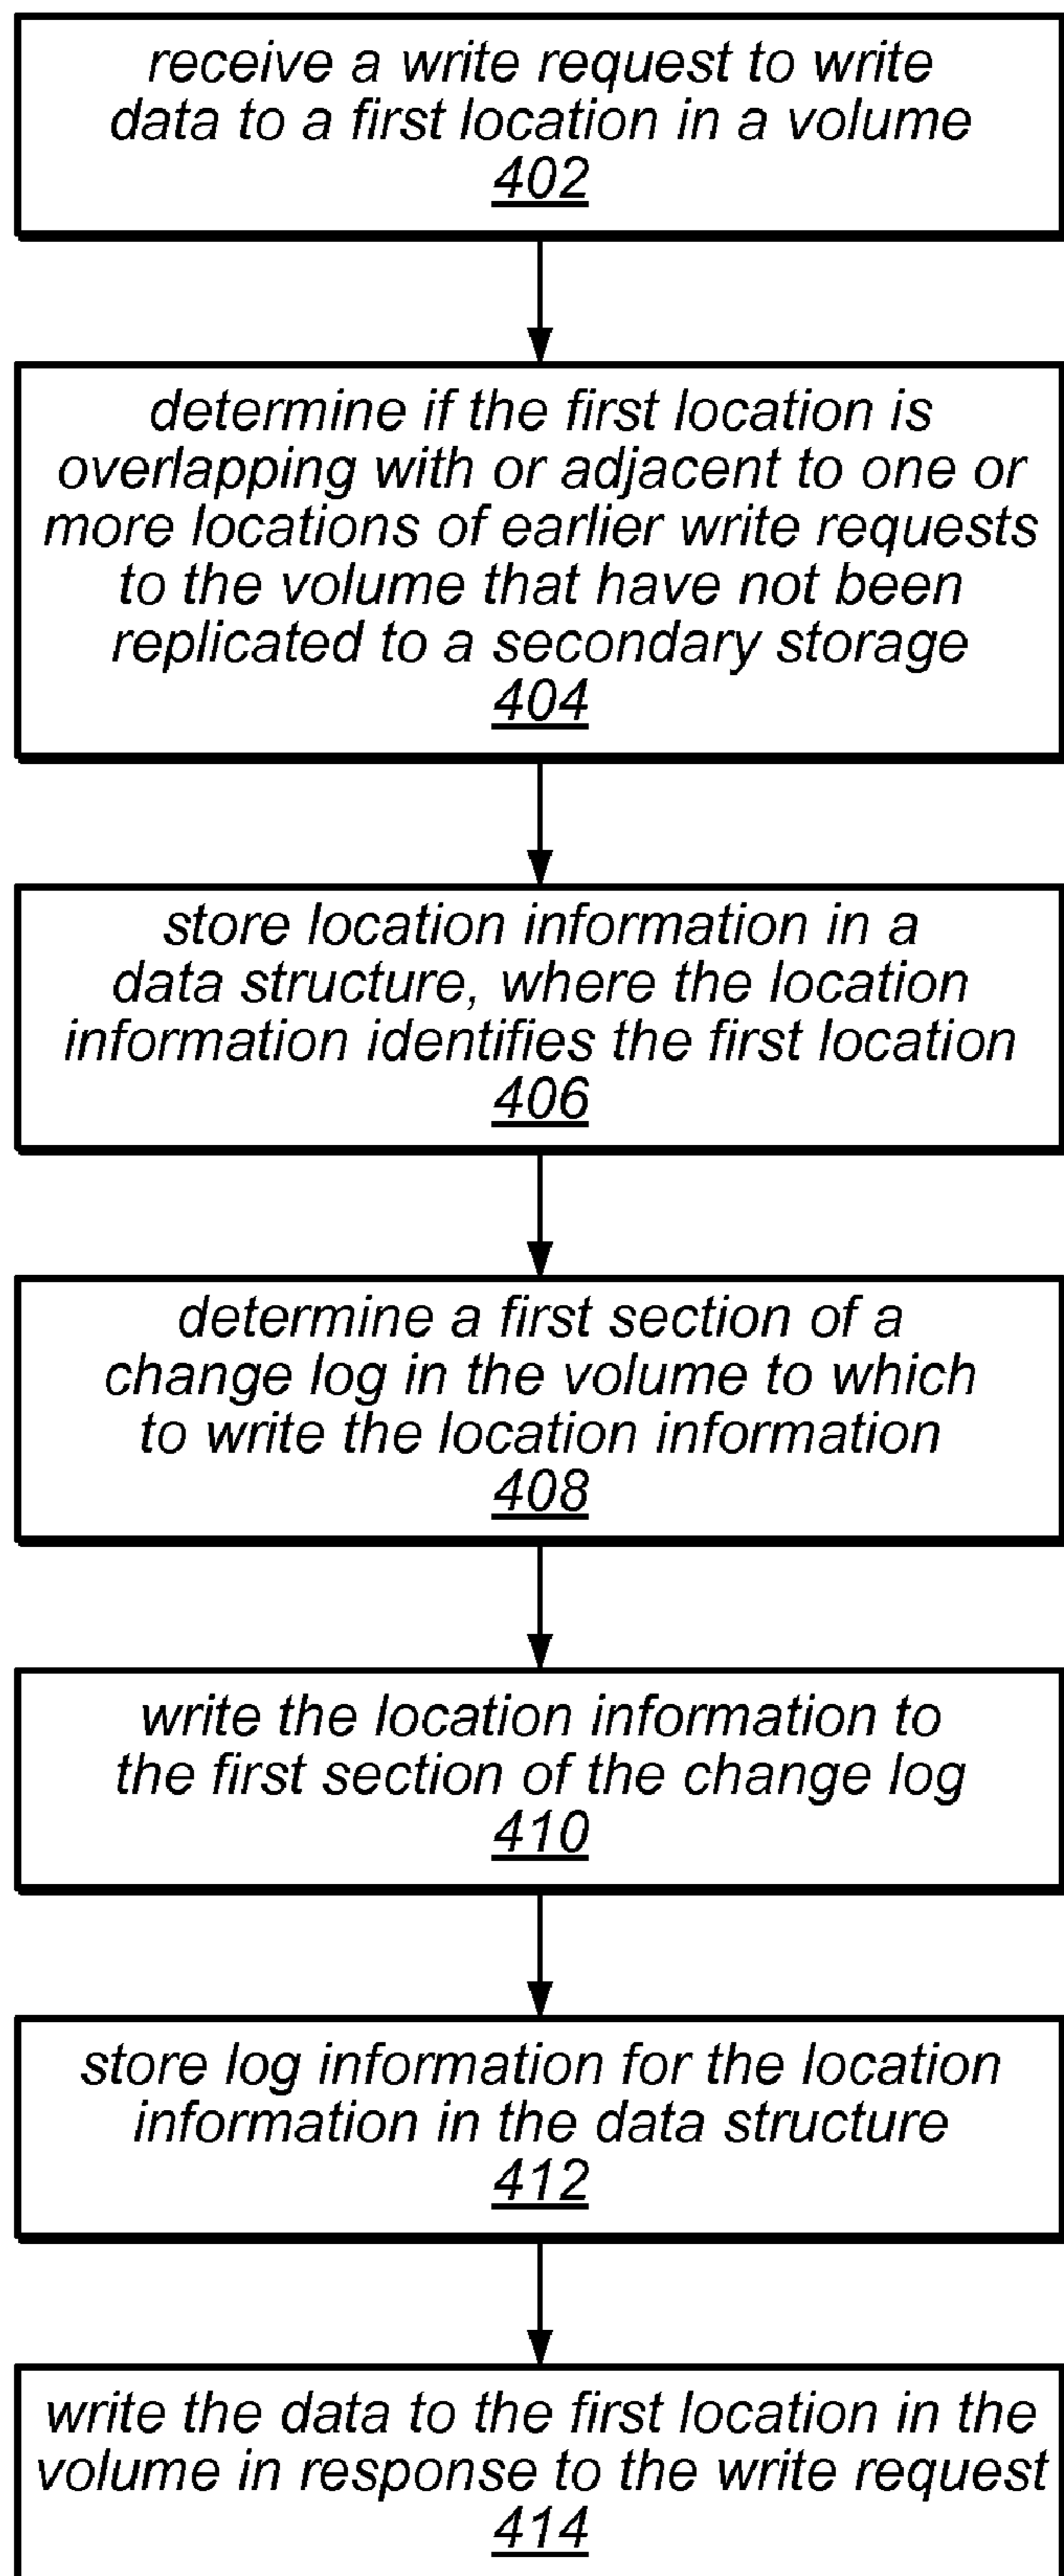 receive a write request to write
data to a first location in a volume
402
determine if the first location is
overlapping with or adjacent to one or
more locations of earlier write requests
to the volume that have not been
replicated to a secondary storage
404
store location information in a
data structure, where the location
information identifies the first location
406
determine a first section of a
change log in the volume to which
to write the location information
408
write the location information to
the first section of the change log
410
store log information for the location
information in the data structure
412
write the data to the first location in the
volume in response to the write request
414